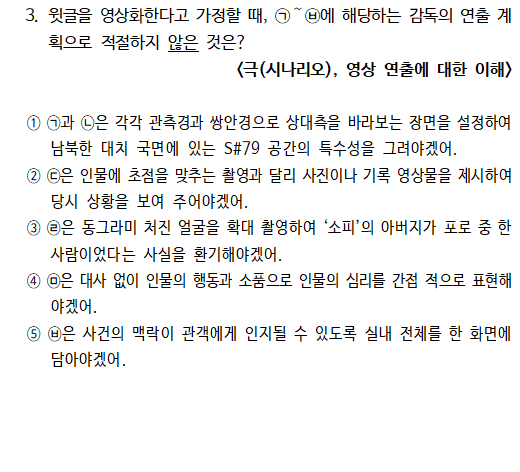 3. 윗글을 영상화한다고 가정할 때, ㉠~㉥에 해당하는 감독의 연출 계
획으로 적절하지 않은 것은?
<극(시나리오), 영상 연출에 대한 이해>
① ㉠과 ㉡은 각각 관측경과 쌍안경으로 상대측을 바라보는 장면을 설정하여
남북한 대치 국면에 있는 S#79 공간의 특수성을 그려야겠어.
② ㉢은 인물에 초점을 맞추는 촬영과 달리 사진이나 기록 영상물을 제시하여
당시 상황을 보여 주어야겠어.
③ ㉣은 동그라미 처진 얼굴을 확대 촬영하여 ‘소피’의 아버지가 포로 중 한
사람이었다는 사실을 환기해야겠어.
④ ㉤은 대사 없이 인물의 행동과 소품으로 인물의 심리를 간접 적으로 표현해
야겠어.
⑤ ㉥은 사건의 맥락이 관객에게 인지될 수 있도록 실내 전체를 한 화면에
담아야겠어.